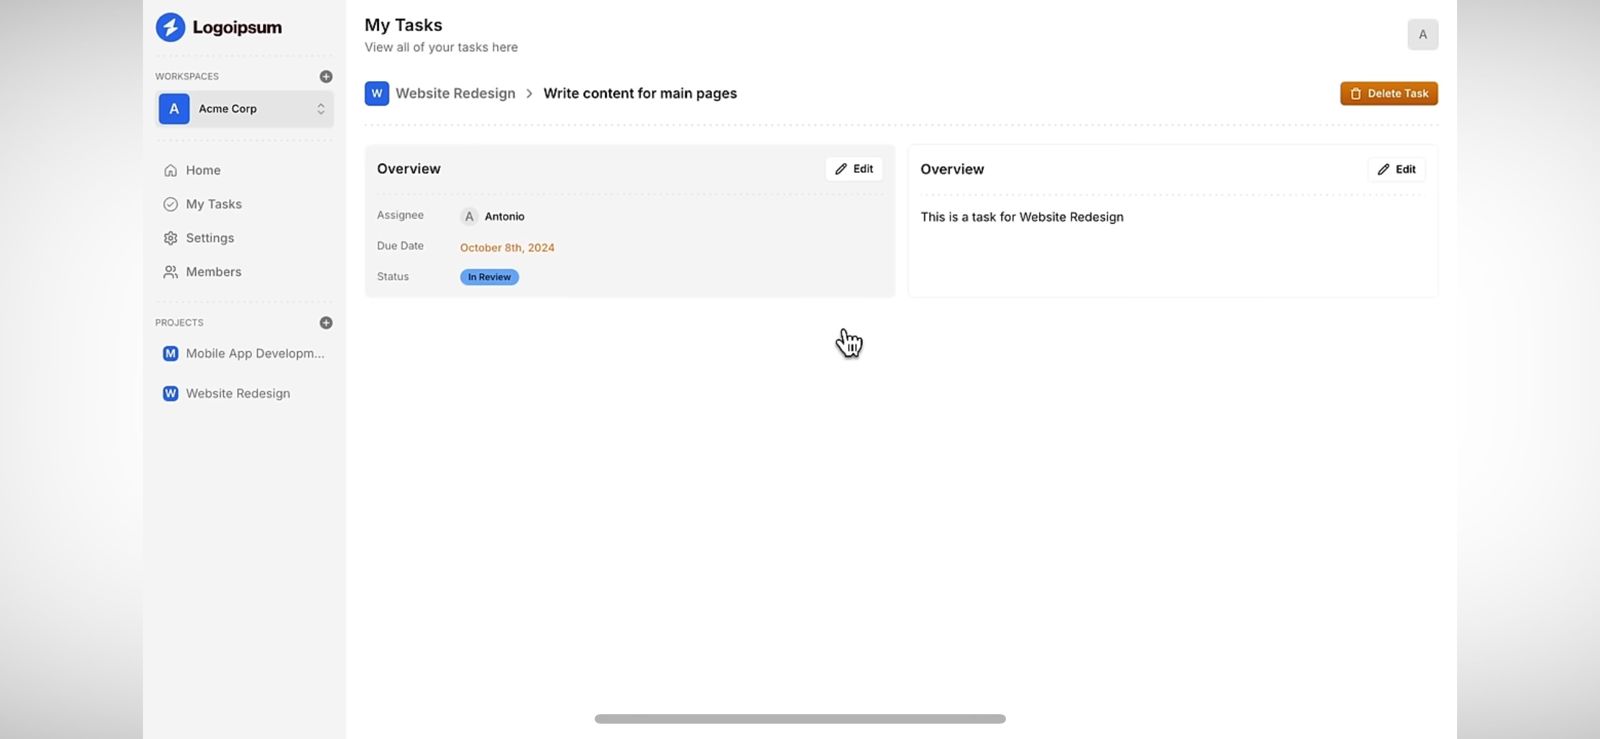 Logoipsum
WORKSPACES
A Acme Corp
Home
My Tasks
Settings
Members
PROJECTS
M Mobile App Developm...
W Website Redesign
My Tasks
View all of your tasks here
A
W Website Redesign > Write content for main pages
Delete Task
Overview
Edit
Assignee A Antonio
Due Date October 8th, 2024
Status In Review
Overview
Edit
This is a task for Website Redesign